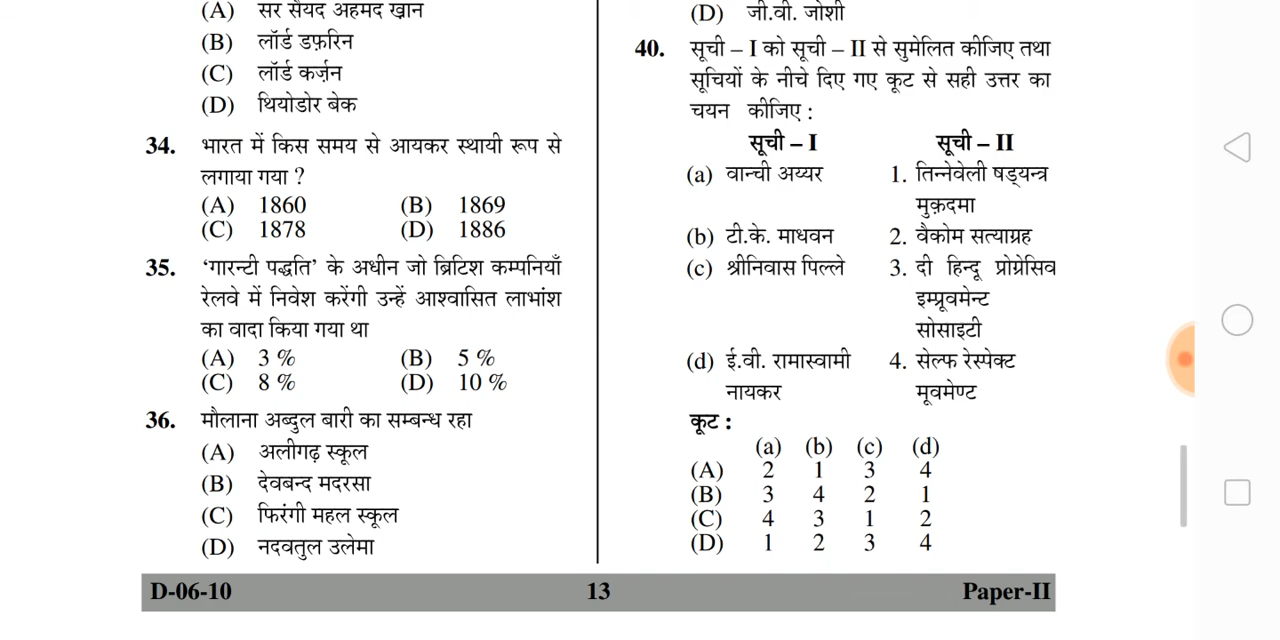 (A) सर सैयद अहमद ख़ान
(B) लॉर्ड डफ़रिन
(C) लॉर्ड कर्ज़न
(D) थियोडोर बेक
34. भारत में किस समय से आयकर स्थायी रूप से
लगाया गया ?
(A) 1860 (B) 1869
(C) 1878 (D) 1886
35. ‘गारन्टी पद्धति’ के अधीन जो ब्रिटिश कम्पनियाँ
रेलवे में निवेश करेंगी उन्हें आश्वासित लाभांश
का वादा किया गया था
(A) 3 % (B) 5 %
(C) 8 % (D) 10 %
36. मौलाना अब्दुल बारी का सम्बन्ध रहा
(A) अलीगढ़ स्कूल
(B) देवबन्द मदरसा
(C) फिरंगी महल स्कूल
(D) नदवतुल उलेमा
(D) जी.वी. जोशी
40. सूची – I को सूची – II से सुमेलित कीजिए तथा
सूचियों के नीचे दिए गए कूट से सही उत्तर का
चयन कीजिए :
सूची – I सूची – II
(a) वान्ची अय्यर 1. तिन्नेवेली षड्यन्त्र
मुक़दमा
(b) टी.के. माधवन 2. वैकोम सत्याग्रह
(c) श्रीनिवास पिल्ले 3. दी हिन्दू प्रोग्रेसिव
इम्प्रूवमेन्ट
सोसाइटी
(d) ई.वी. रामास्वामी 4. सेल्फ रेस्पेक्ट
नायकर मूवमेण्ट
कूट :
(a) (b) (c) (d)
(A) 2 1 3 4
(B) 3 4 2 1
(C) 4 3 1 2
(D) 1 2 3 4
D-06-10 13 Paper-II